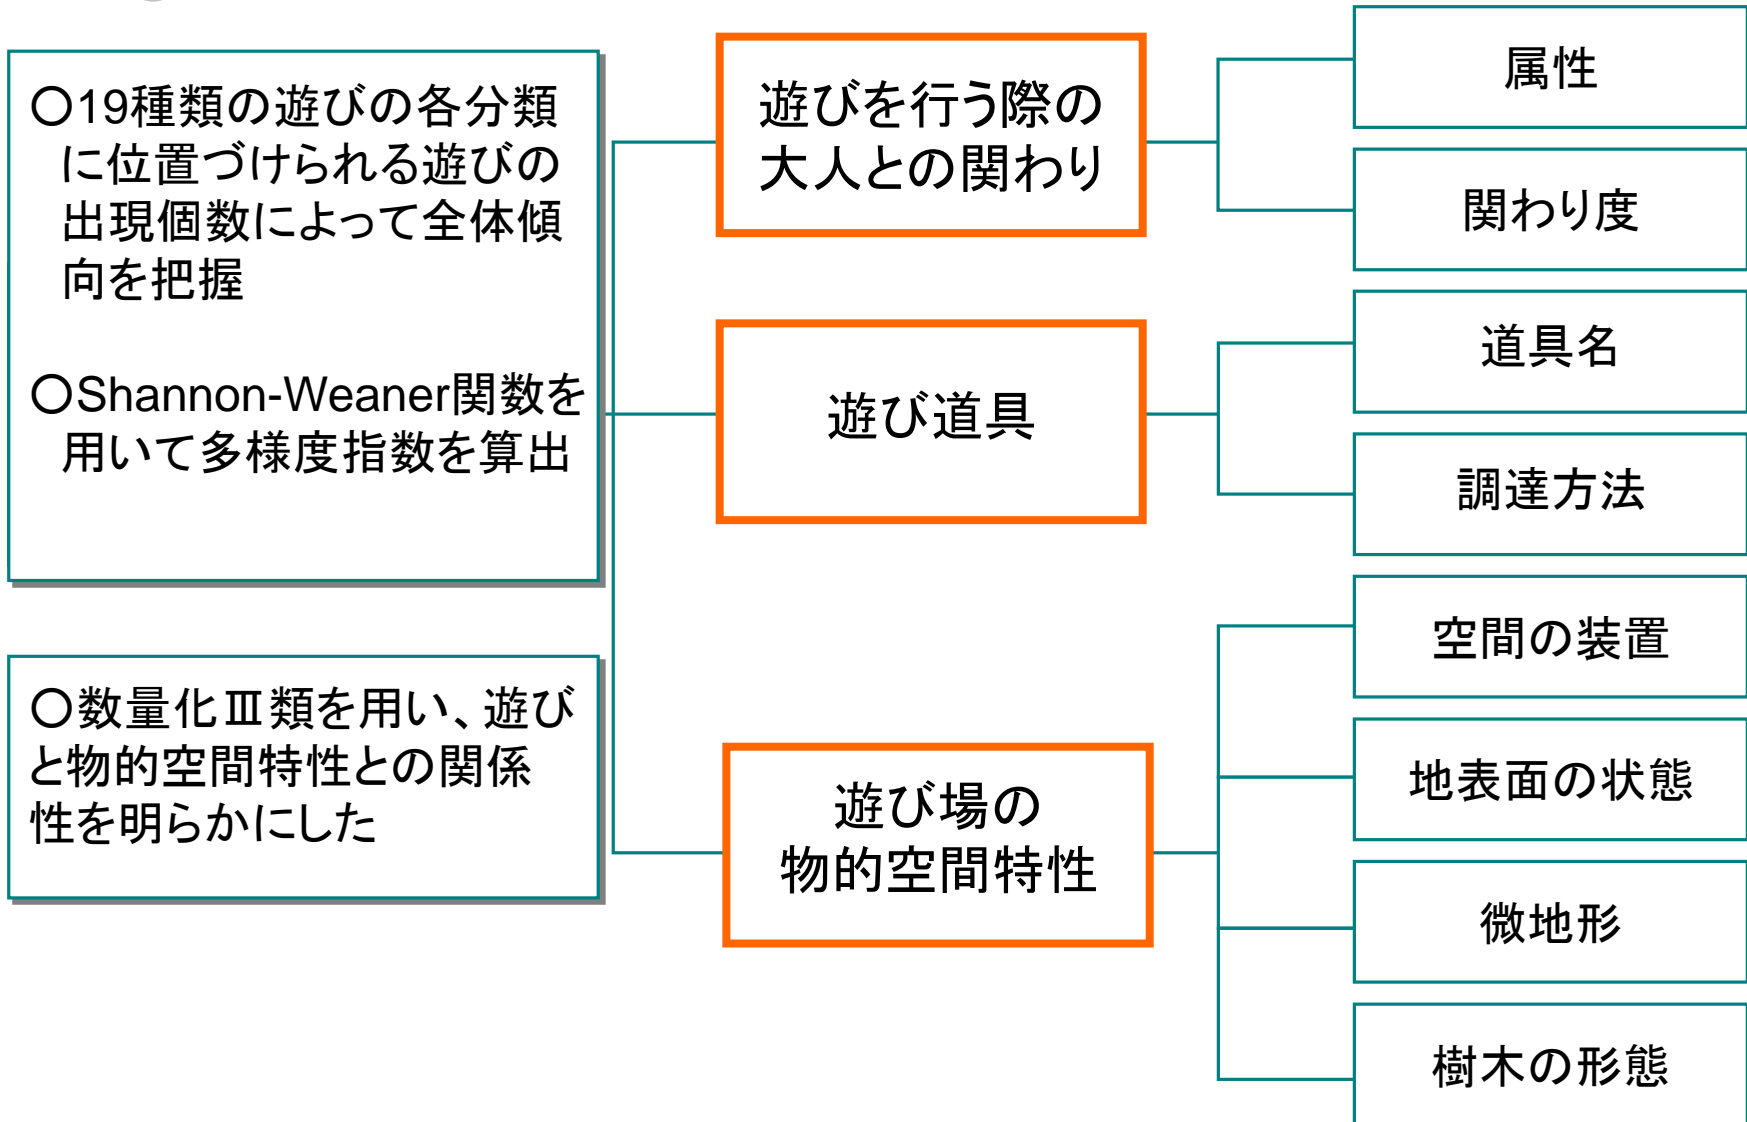 〇19種類の遊びの各分類
に位置づけられる遊びの
出現個数によって全体傾
向を把握
〇Shannon-Weaner関数を
用いて多様度指数を算出
〇数量化Ⅲ類を用い、遊び
と物的空間特性との関係
性を明らかにした
遊びを行う際の
大人との関わり
遊び道具
遊び場の
物的空間特性
属性
関わり度
道具名
調達方法
空間の装置
地表面の状態
微地形
樹木の形態